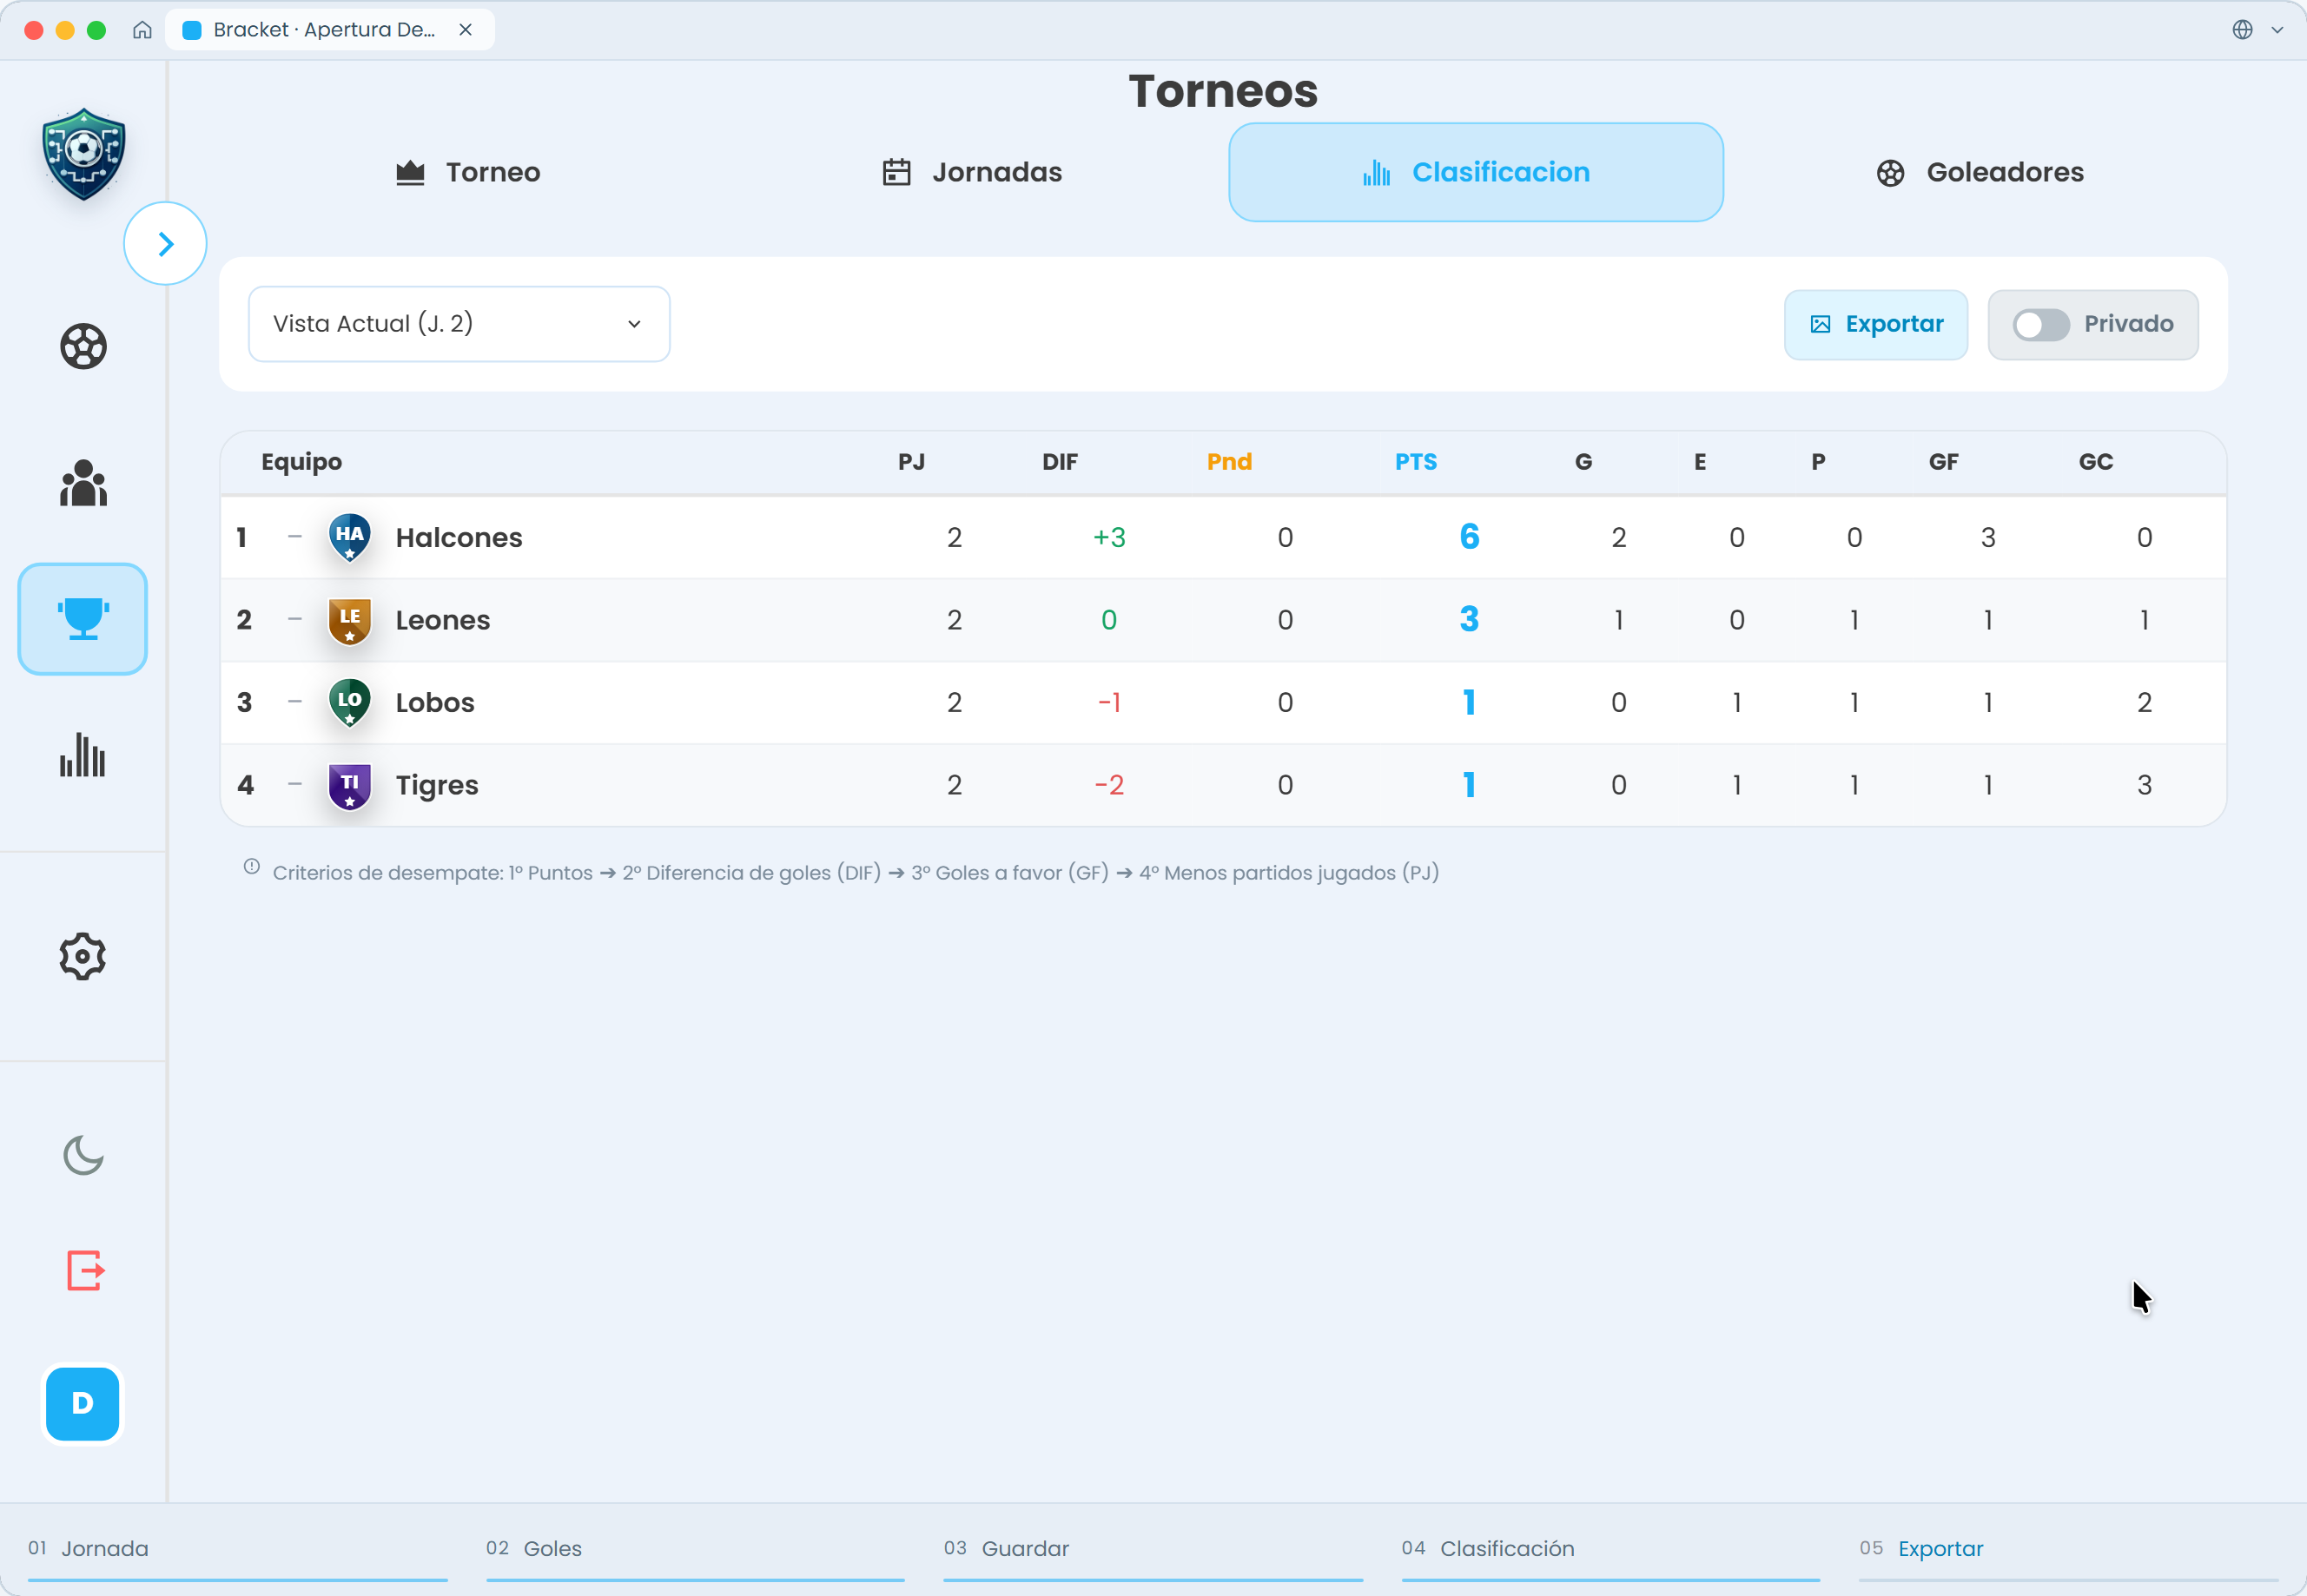 Bracket · Apertura De...
Torneos
Torneo
Jornadas
Clasificacion
Goleadores
Vista Actual (J. 2)
Exportar
Privado
Equipo PJ DIF Pnd PTS G E P GF GC
1 – HA Halcones 2 +3 0 6 2 0 0 3 0
2 – LE Leones 2 0 0 3 1 0 1 1 1
3 – LO Lobos 2 -1 0 1 0 1 1 1 2
4 – TI Tigres 2 -2 0 1 0 1 1 1 3
Criterios de desempate: 1º Puntos ➔ 2º Diferencia de goles (DIF) ➔ 3º Goles a favor (GF) ➔ 4º Menos partidos jugados (PJ)
D
01 Jornada
02 Goles
03 Guardar
04 Clasificación
05 Exportar